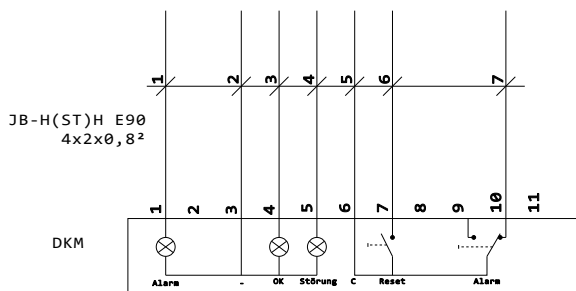 1 2 3 4 5 6 7
JB-H(ST)H E90
4x2x0,8²
1 2 3 4 5 6 7 8 9 10 11
DKM
Alarm - OK Störung C Reset Alarm